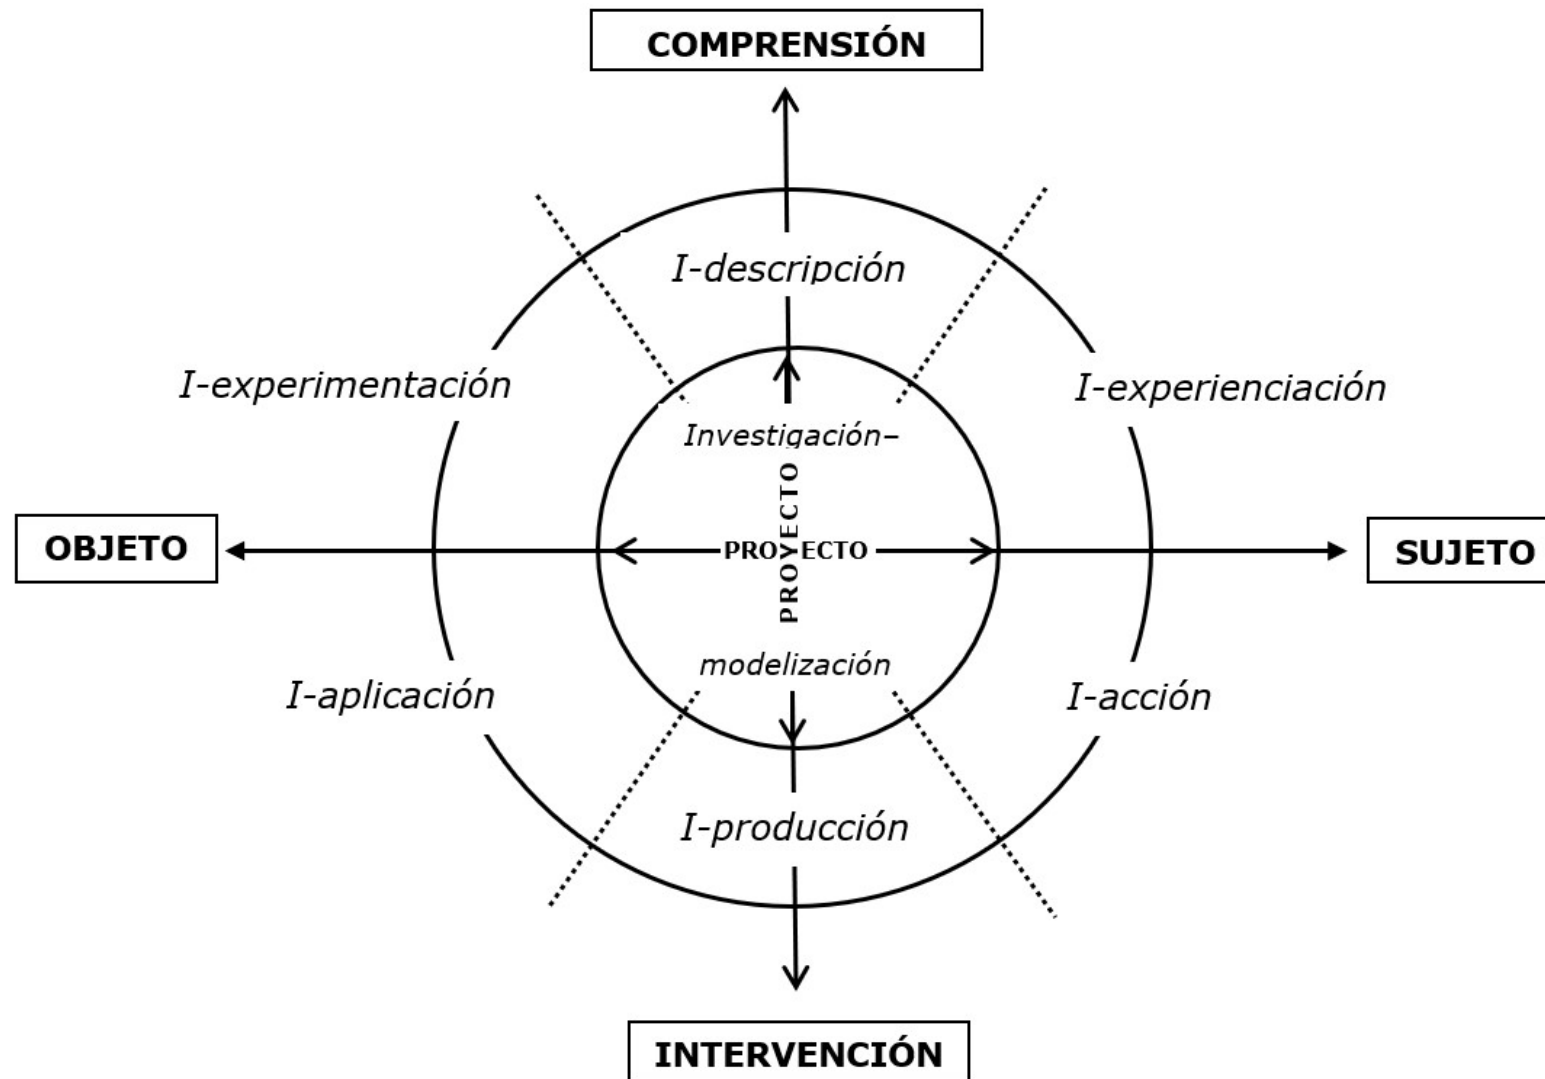 COMPRENSIÓN
I-descripción
I-experimentación
I-experienciación
Investigación–
PROYECTO
OBJETO
PROYECTO
SUJETO
modelización
I-aplicación
I-acción
I-producción
INTERVENCIÓN